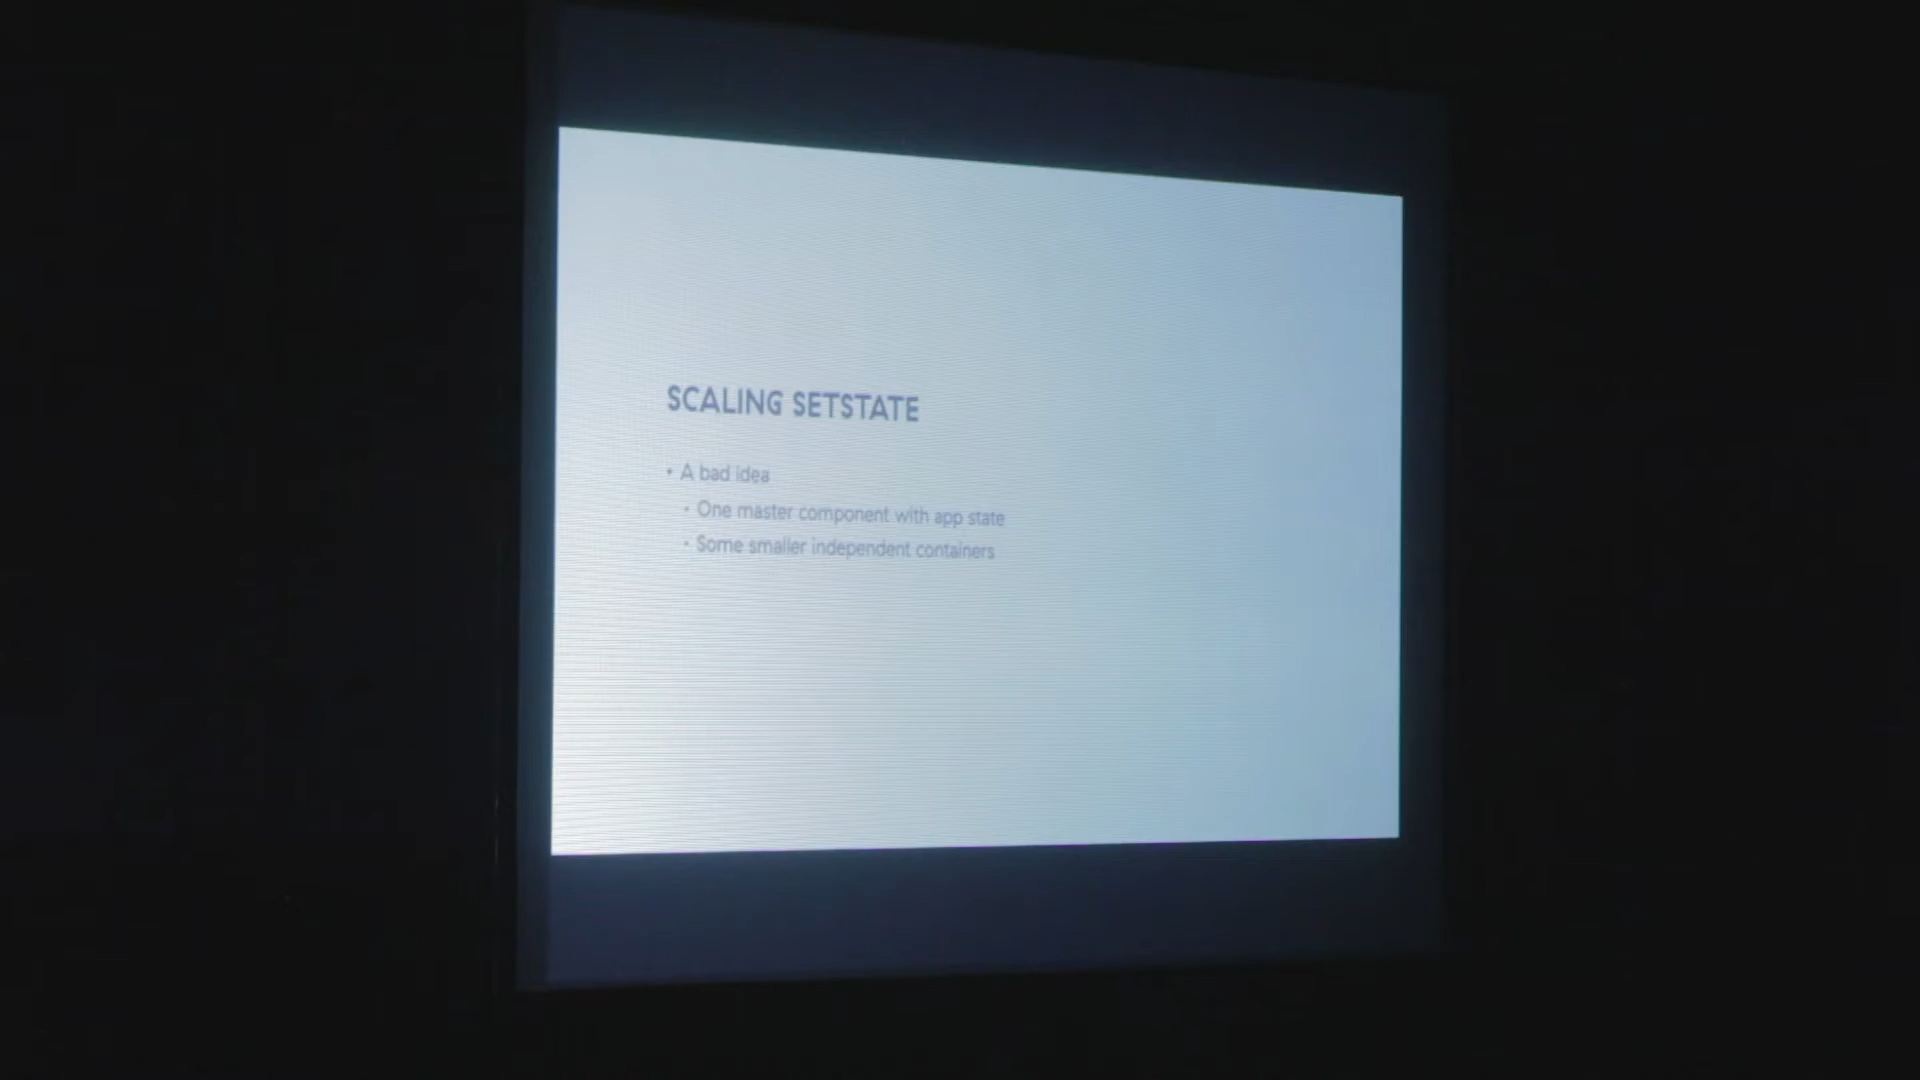 SCALING SETSTATE
• A bad idea
• One master component with app state
• Some smaller independent containers